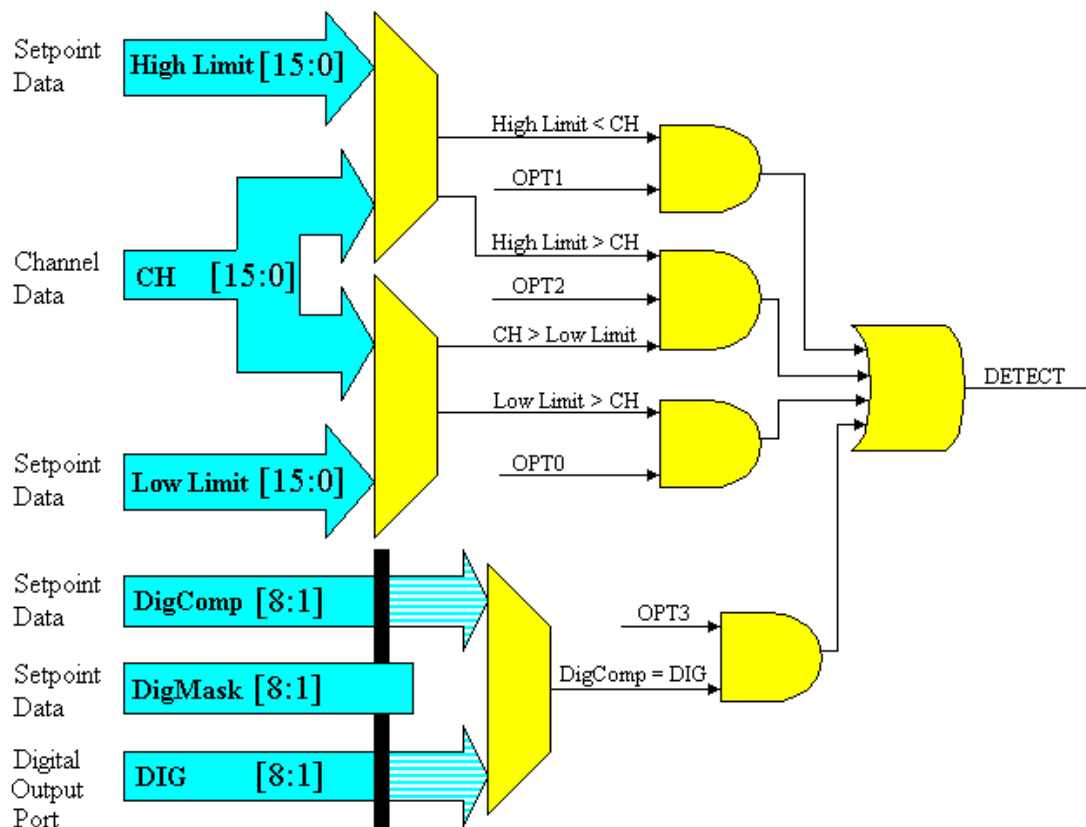 Setpoint
Data
High Limit [15:0]
High Limit < CH
OPT1
High Limit > CH
Channel
Data
CH [15:0]
OPT2
CH > Low Limit
DETECT
Low Limit > CH
Setpoint
Data
Low Limit [15:0]
OPT0
Setpoint
Data
DigComp [8:1]
OPT3
Setpoint
Data
DigMask [8:1]
DigComp = DIG
Digital
Output
Port
DIG [8:1]